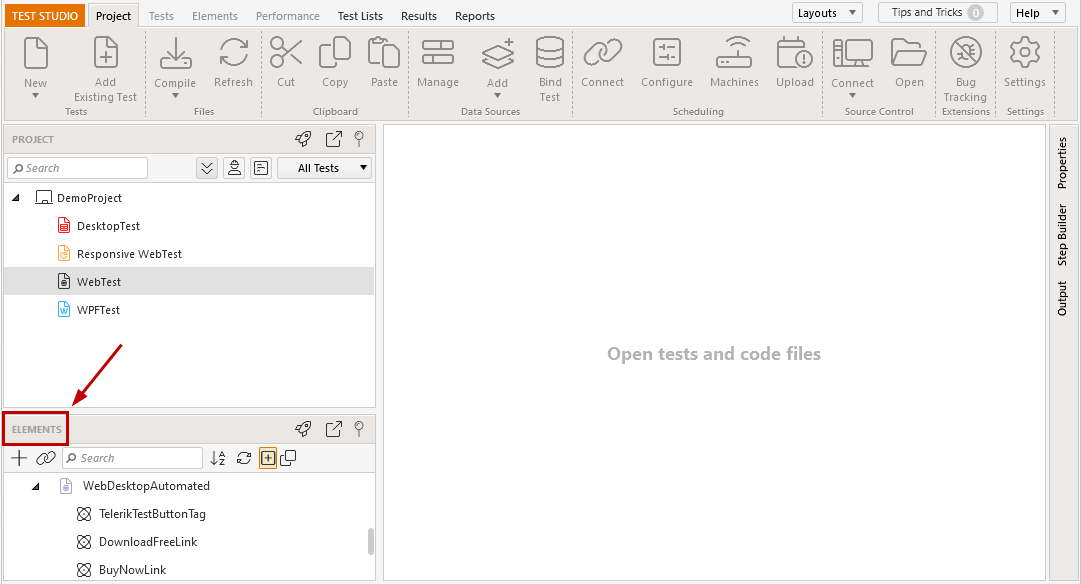 TEST STUDIO Project Tests Elements Performance Test Lists Results Reports Layouts Tips and Tricks 0 Help
New Add Existing Test Compile Refresh Cut Copy Paste Manage Add Bind Test Connect Configure Machines Upload Connect Open Bug Tracking Settings
Tests Files Clipboard Data Sources Scheduling Source Control Extensions Settings
PROJECT
Search All Tests
DemoProject
DesktopTest
Responsive WebTest
WebTest
WPFTest
ELEMENTS
Search
WebDesktopAutomated
TelerikTestButtonTag
DownloadFreeLink
BuyNowLink
Open tests and code files
Properties
Step Builder
Output